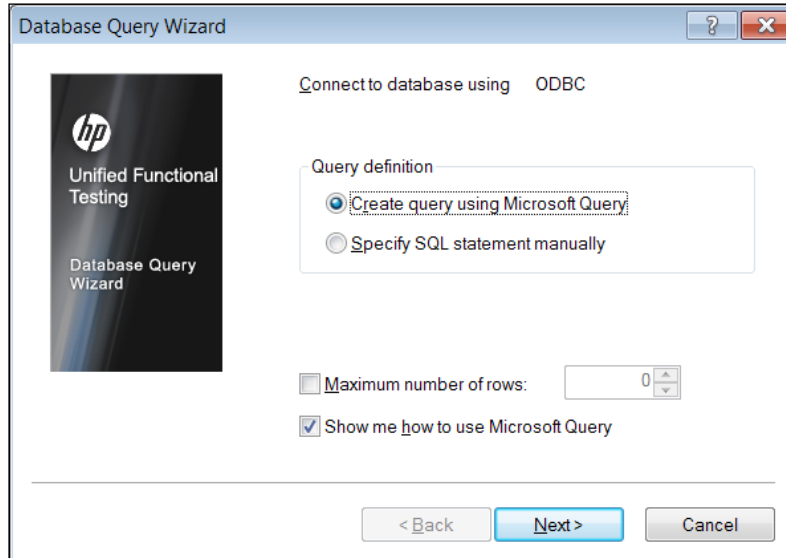 Database Query Wizard
Connect to database using ODBC
hp
Unified Functional
Testing
Database Query
Wizard
Query definition
Create query using Microsoft Query
Specify SQL statement manually
Maximum number of rows: 0
Show me how to use Microsoft Query
< Back Next > Cancel